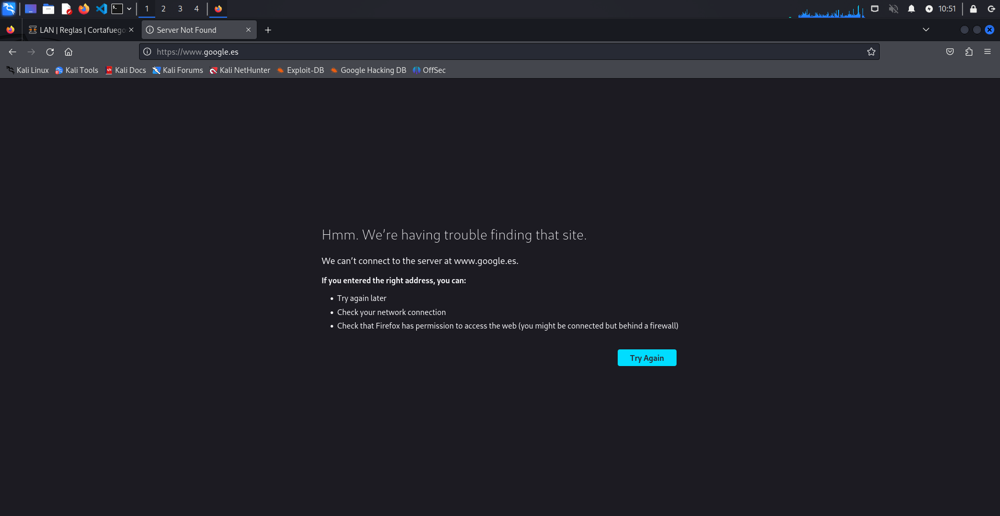 1 2 3 4 10:51
LAN | Reglas | Cortafuego Server Not Found
https://www.google.es
Kali Linux Kali Tools Kali Docs Kali Forums Kali NetHunter Exploit-DB Google Hacking DB OffSec
Hmm. We're having trouble finding that site.
We can't connect to the server at www.google.es.
If you entered the right address, you can:
• Try again later
• Check your network connection
• Check that Firefox has permission to access the web (you might be connected but behind a firewall)
Try Again